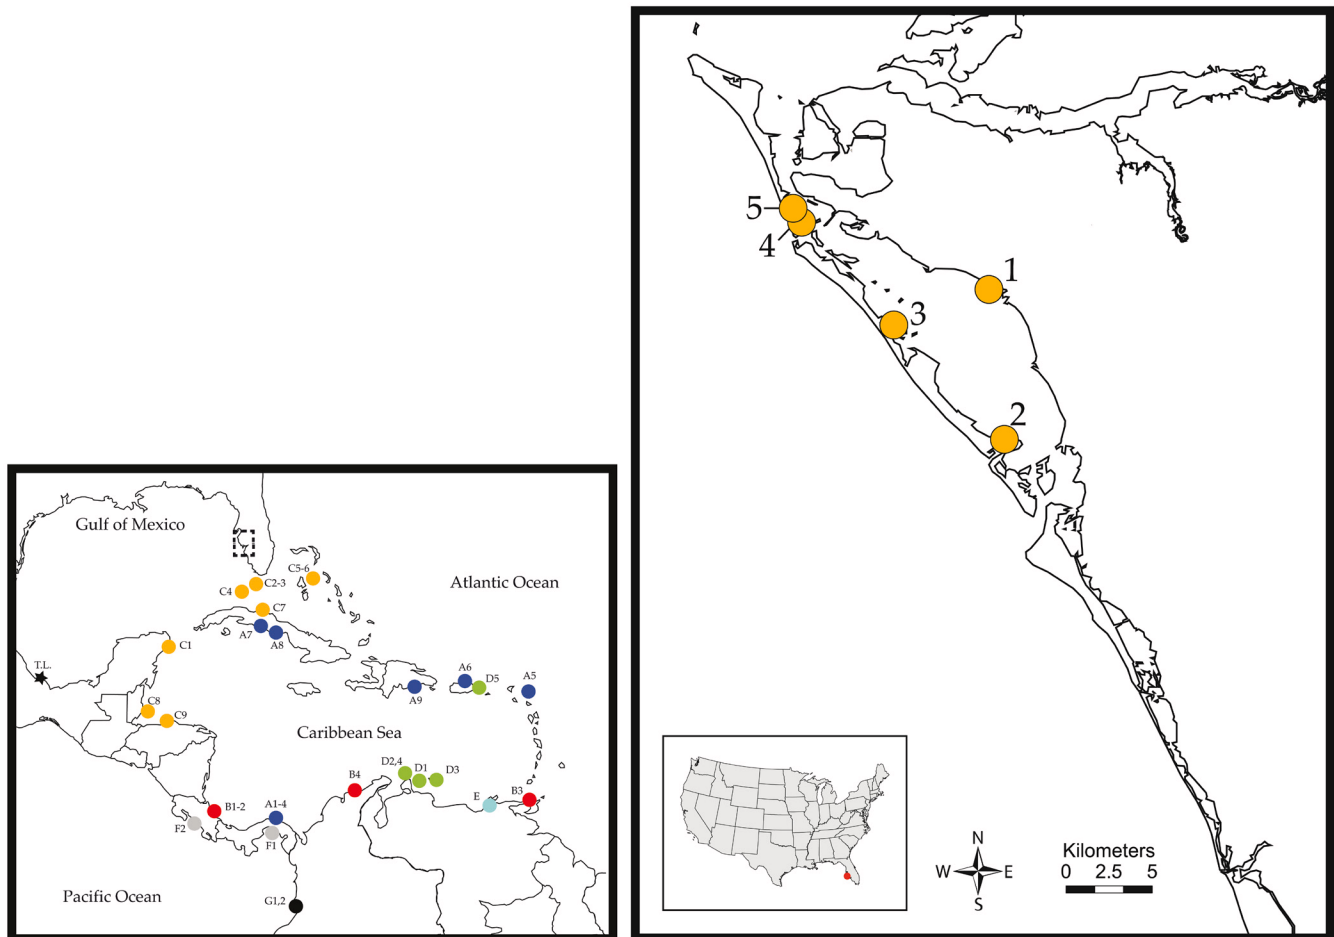 Gulf of Mexico
Atlantic Ocean
C5-6
C2-3
C4
C7
A7
A8
C1
T.L.
A6
D5
A5
A9
C8
C9
Caribbean Sea
D2,4
D1
D3
B4
E
B3
B1-2
A1-4
F2
F1
Pacific Ocean
G1,2
5
4
1
3
2
N
W E
S
Kilometers
0 2.5 5